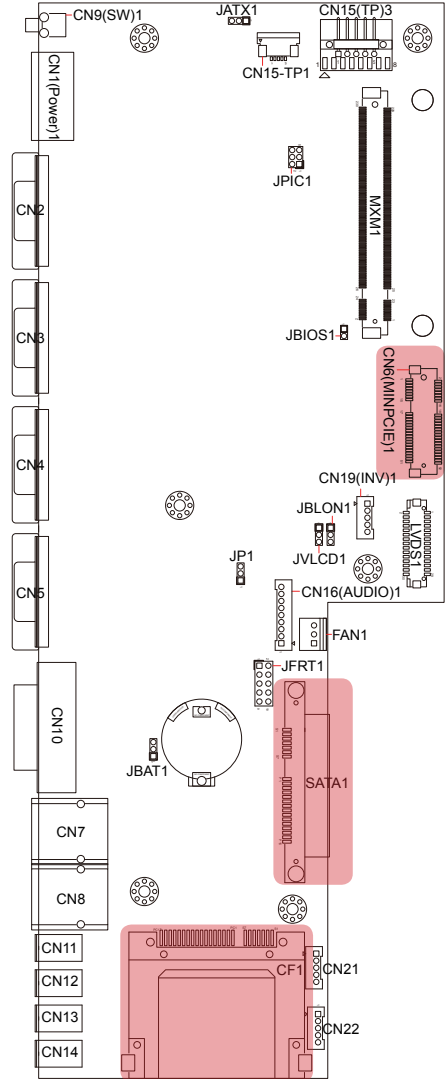 CN9(SW)1
JATX1
CN15(TP)3
CN15-TP1
1
8
CN1(Power)1
JPIC1
MXM1
CN2
CN3
JBIOS1
CN6(MINPCIE)1
CN4
CN19(INV)1
JBLON1
LVDS1
JVLCD1
JP1
CN5
CN16(AUDIO)1
FAN1
JFRT1
CN10
JBAT1
SATA1
CN7
CN8
CN11
CF1
CN21
CN12
CN13
CN22
CN14